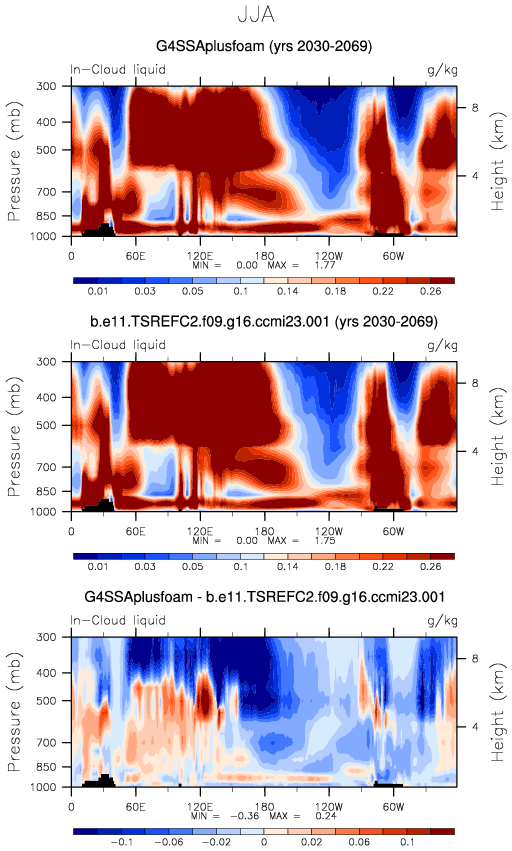 JJA
G4SSAplusfoam (yrs 2030-2069)
In-Cloud liquid g/kg
Pressure (mb)
300
400
500
700
850
1000
8
4
Height (km)
0 60E 120E 180 120W 60W
MIN = 0.00 MAX = 1.77
0.01 0.03 0.05 0.1 0.14 0.18 0.22 0.26
b.e11.TSREFC2.f09.g16.ccmi23.001 (yrs 2030-2069)
In-Cloud liquid g/kg
Pressure (mb)
300
400
500
700
850
1000
8
4
Height (km)
0 60E 120E 180 120W 60W
MIN = 0.00 MAX = 1.75
0.01 0.03 0.05 0.1 0.14 0.18 0.22 0.26
G4SSAplusfoam - b.e11.TSREFC2.f09.g16.ccmi23.001
In-Cloud liquid g/kg
Pressure (mb)
300
400
500
700
850
1000
8
4
Height (km)
0 60E 120E 180 120W 60W
MIN = -0.36 MAX = 0.24
-0.1 -0.06 -0.02 0 0.02 0.06 0.1